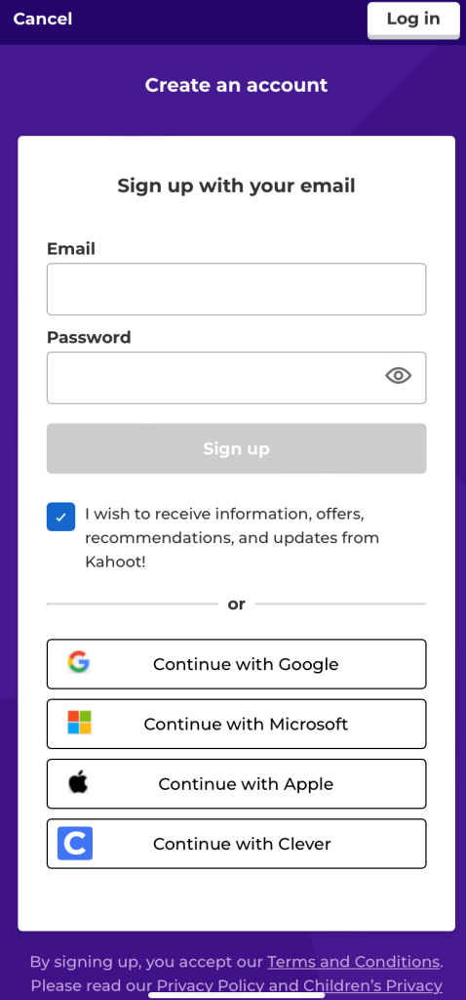 Cancel
Log in
Create an account
Sign up with your email
Email
Password
Sign up
I wish to receive information, offers,
recommendations, and updates from
Kahoot!
or
Continue with Google
Continue with Microsoft
Continue with Apple
C
Continue with Clever
By signing up, you accept our Terms and Conditions.
Please read our Privacy Policy and Children's Privacy